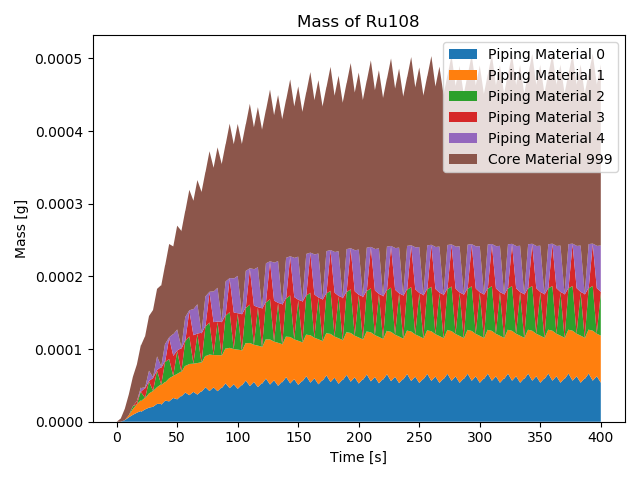 Mass of Ru108
Piping Material 0
Piping Material 1
Piping Material 2
Piping Material 3
Piping Material 4
Core Material 999
0.0005
0.0004
0.0003
0.0002
0.0001
0.0000
Mass [g]
0 50 100 150 200 250 300 350 400
Time [s]